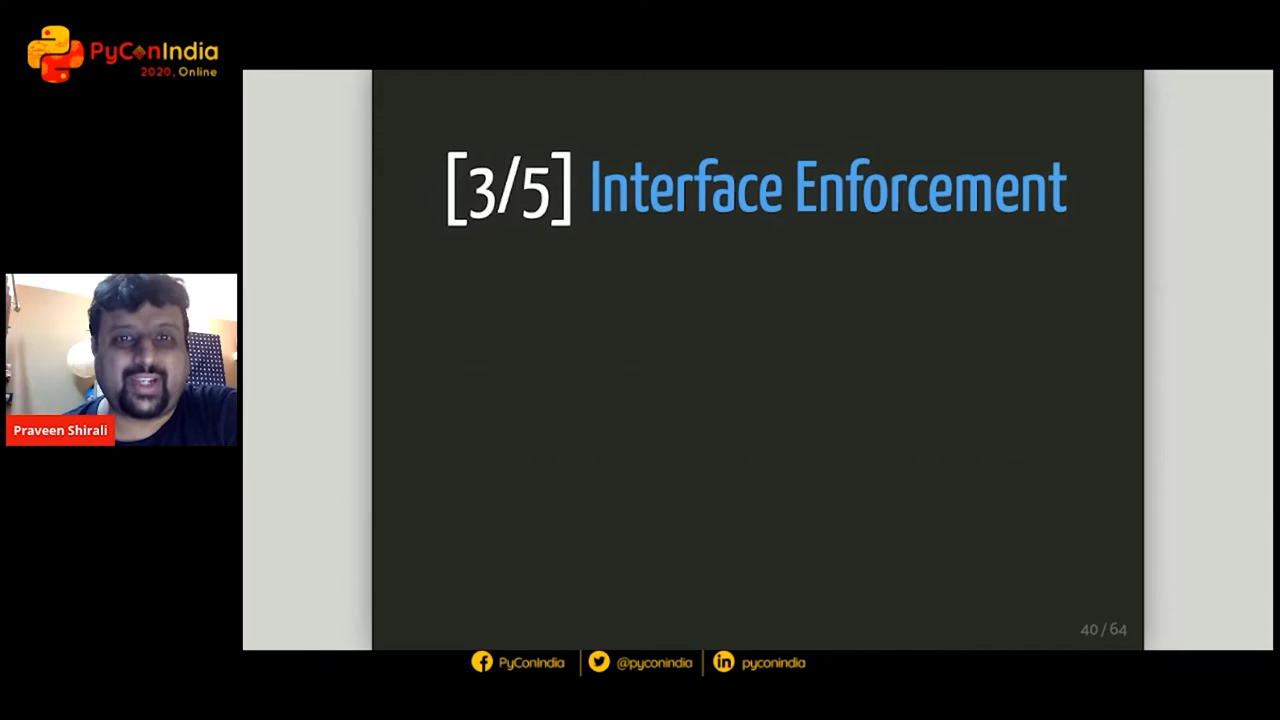 PyConIndia
2020, Online
[3/5] Interface Enforcement
Praveen Shirali
40 / 64
PyConIndia
@pyconindia
pyconindia